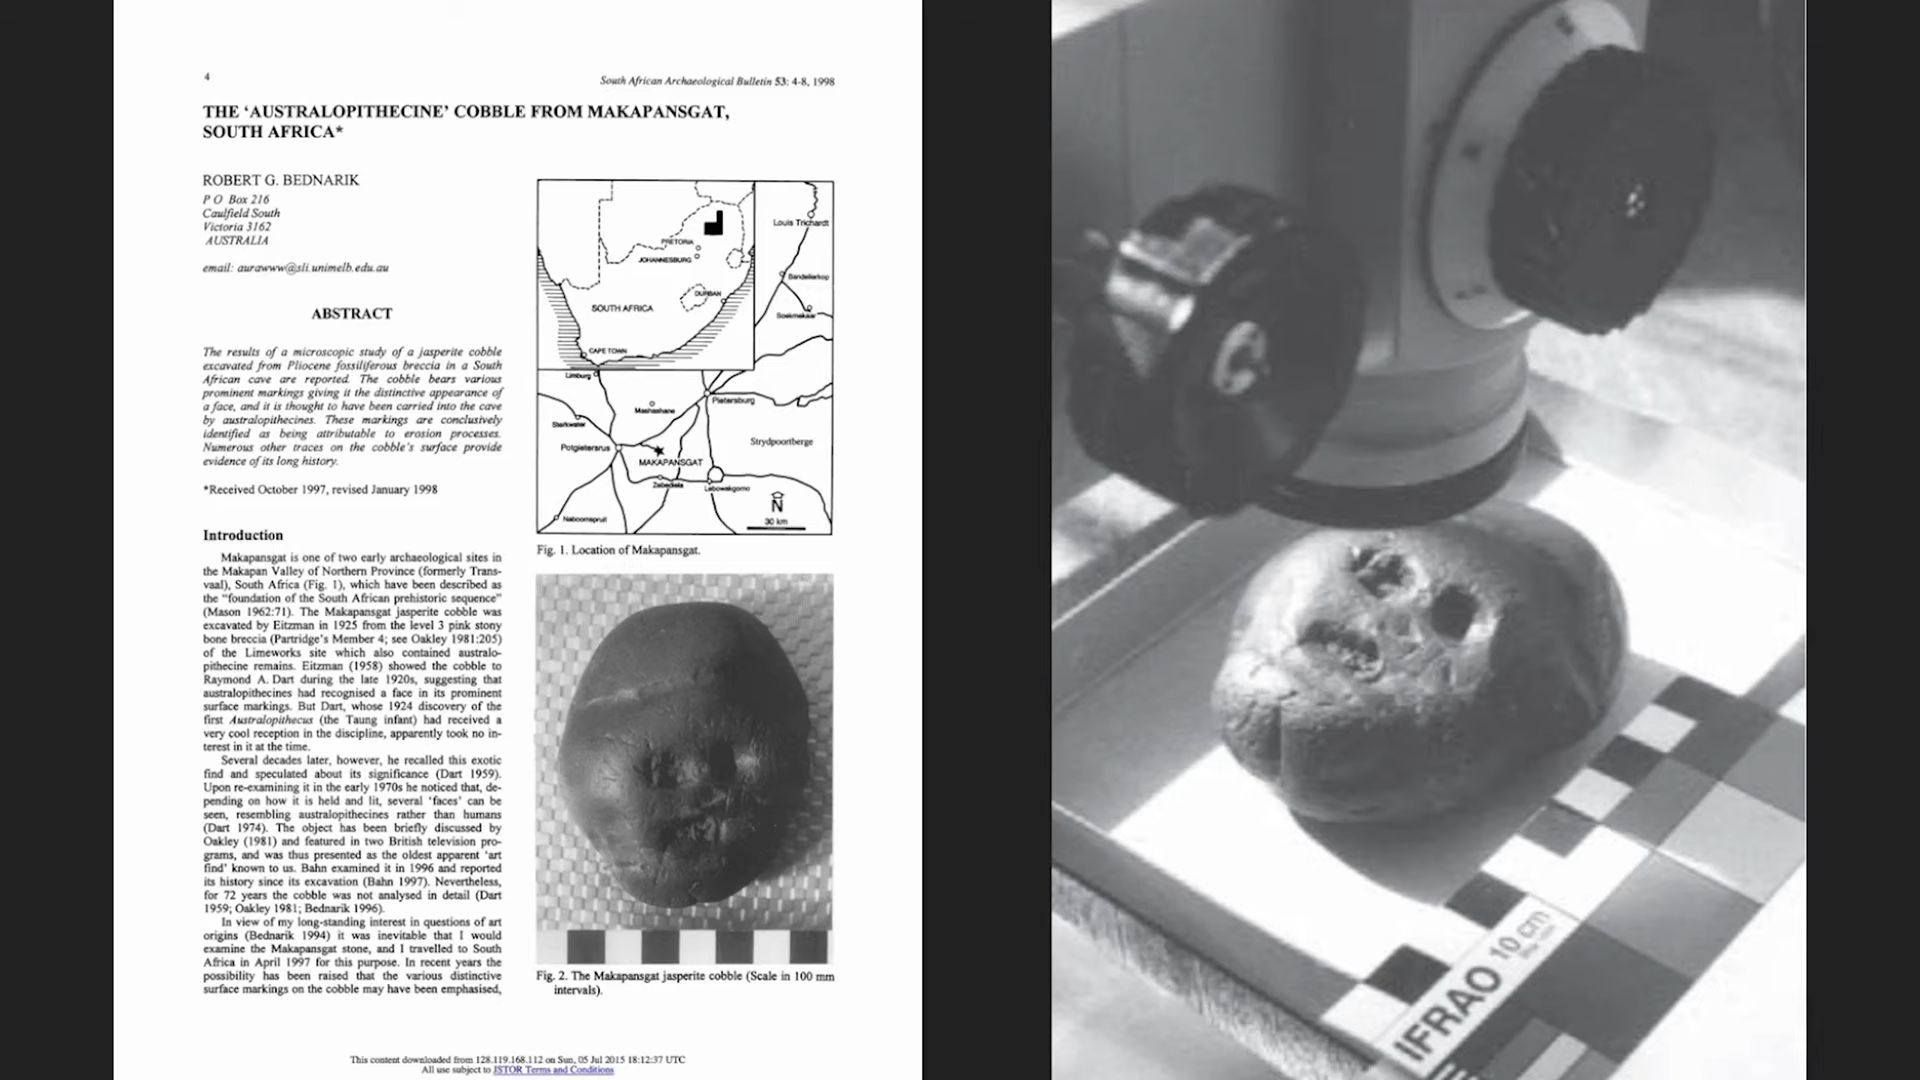 4
South African Archaeological Bulletin 53: 4-8, 1998
THE ‘AUSTRALOPITHECINE’ COBBLE FROM MAKAPANSGAT,
SOUTH AFRICA*
ROBERT G. BEDNARIK
P O Box 216
Caulfield South
Victoria 3162
AUSTRALIA
email: aurawww@sli.unimelb.edu.au
ABSTRACT
The results of a microscopic study of a jasperite cobble
excavated from Pliocene fossiliferous breccia in a South
African cave are reported. The cobble bears various
prominent markings giving it the distinctive appearance of
a face, and it is thought to have been carried into the cave
by australopithecines. These markings are conclusively
identified as being attributable to erosion processes.
Numerous other traces on the cobble's surface provide
evidence of its long history.
*Received October 1997, revised January 1998
Introduction
Makapansgat is one of two early archaeological sites in
the Makapan Valley of Northern Province (formerly Trans-
vaal), South Africa (Fig. 1), which have been described as
the “foundation of the South African prehistoric sequence”
(Mason 1962:71). The Makapansgat jasperite cobble was
excavated by Eitzman in 1925 from the level 3 pink stony
bone breccia (Partridge's Member 4; see Oakley 1981:205)
of the Limeworks site which also contained australo-
pithecine remains. Eitzman (1958) showed the cobble to
Raymond A. Dart during the late 1920s, suggesting that
australopithecines had recognised a face in its prominent
surface markings. But Dart, whose 1924 discovery of the
first Australopithecus (the Taung infant) had received a
very cool reception in the discipline, apparently took no in-
terest in it at the time.
Several decades later, however, he recalled this exotic
find and speculated about its significance (Dart 1959).
Upon re-examining it in the early 1970s he noticed that, de-
pending on how it is held and lit, several ‘faces’ can be
seen, resembling australopithecines rather than humans
(Dart 1974). The object has been briefly discussed by
Oakley (1981) and featured in two British television pro-
grams, and was thus presented as the oldest apparent ‘art
find’ known to us. Bahn examined it in 1996 and reported
its history since its excavation (Bahn 1997). Nevertheless,
for 72 years the cobble was not analysed in detail (Dart
1959; Oakley 1981; Bednarik 1996).
In view of my long-standing interest in questions of art
origins (Bednarik 1994) it was inevitable that I would
examine the Makapansgat stone, and I travelled to South
Africa in April 1997 for this purpose. In recent years the
possibility has been raised that the various distinctive
surface markings on the cobble may have been emphasised,
Louis Trichardt
PRETORIA
JOHANNESBURG
Bandelierkop
DURBAN
SOUTH AFRICA
Soekmekaar
CAPE TOWN
Limburg
Pietersburg
Mashashane
Sterkwater
Strydpoortberge
Potgietersrus
MAKAPANSGAT
Zebediela
Lebowakgomo
N
Naboomspruit
30 km
Fig. 1. Location of Makapansgat.
Fig. 2. The Makapansgat jasperite cobble (Scale in 100 mm
intervals).
This content downloaded from 128.119.168.112 on Sun, 05 Jul 2015 18:12:37 UTC
All use subject to JSTOR Terms and Conditions
C
IFRAO 10 cm